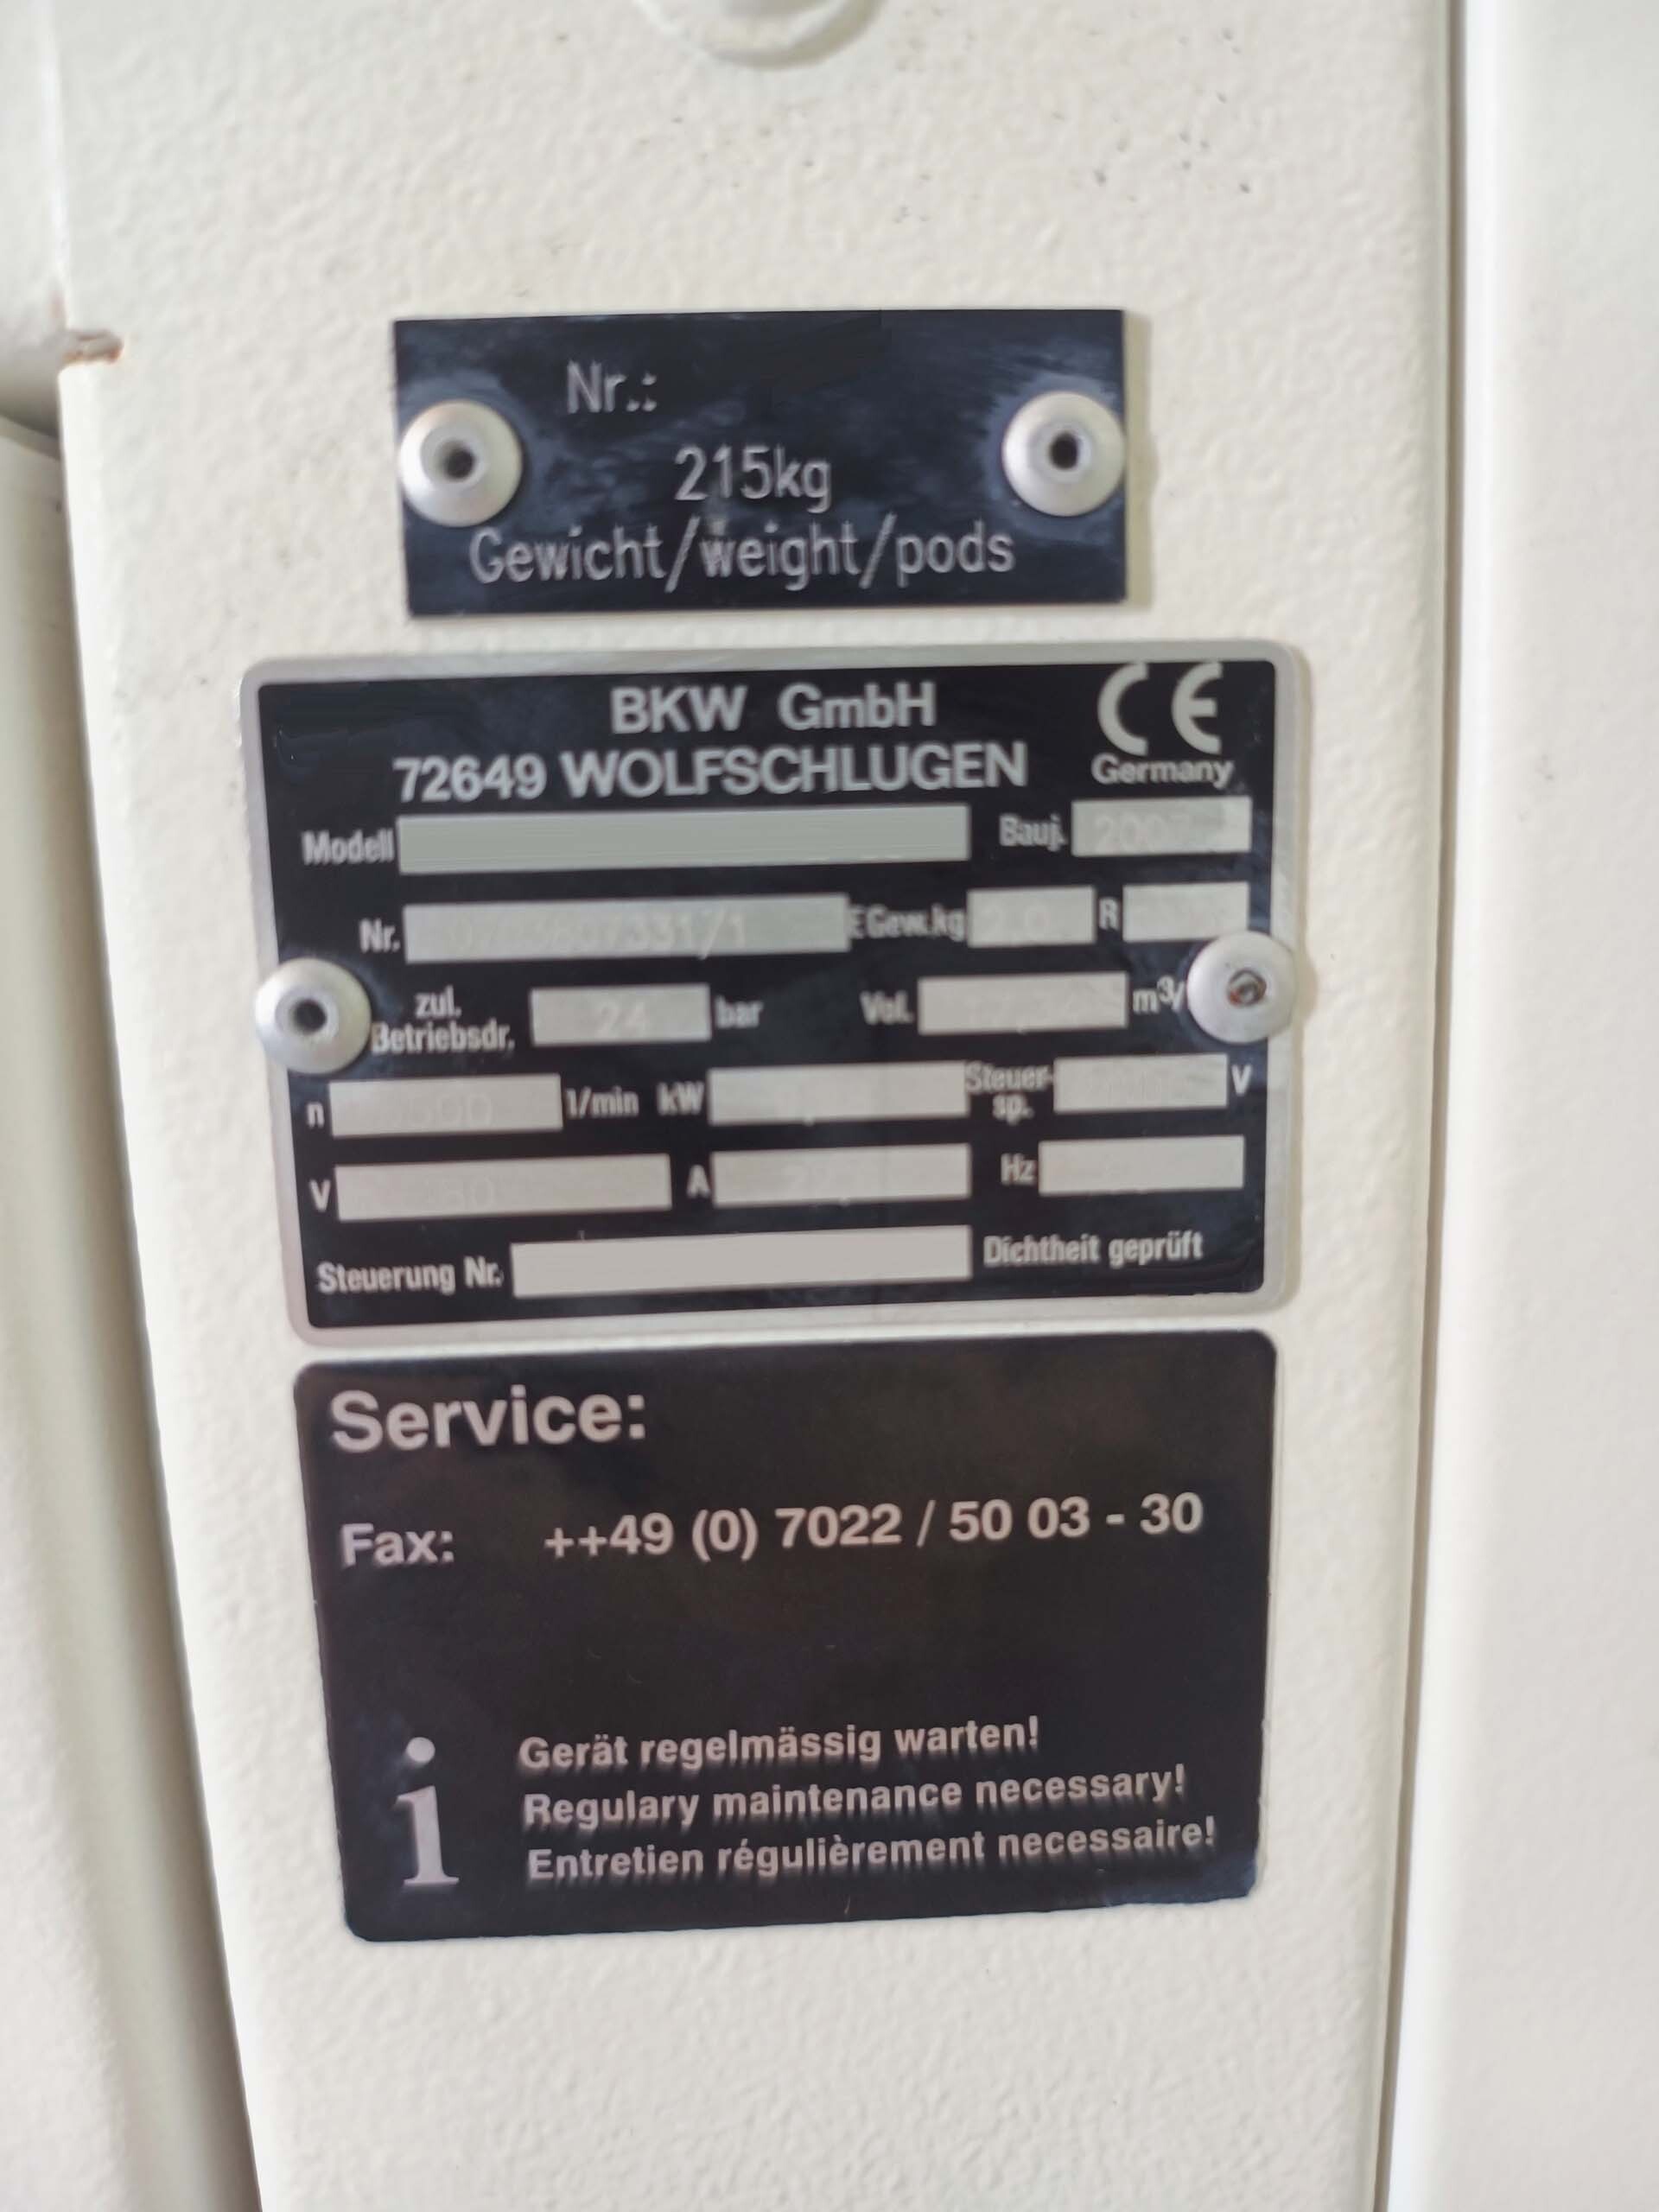 Nr.:
215kg
Gewicht/weight/pods
BKW GmbH CE
72649 WOLFSCHLUGEN Germany
Modell Bauj.
Nr. Gew.kg R
zul. Betriebsdr. 24 bar Vol. m³/
n 1/min kW Steuer-sp. V
V A Hz
Steuerung Nr. Dichtheit geprüft
Service:
Fax: ++49 (0) 7022 / 50 03 - 30
i
Gerät regelmässig warten!
Regulary maintenance necessary!
Entretien régulièrement necessaire!